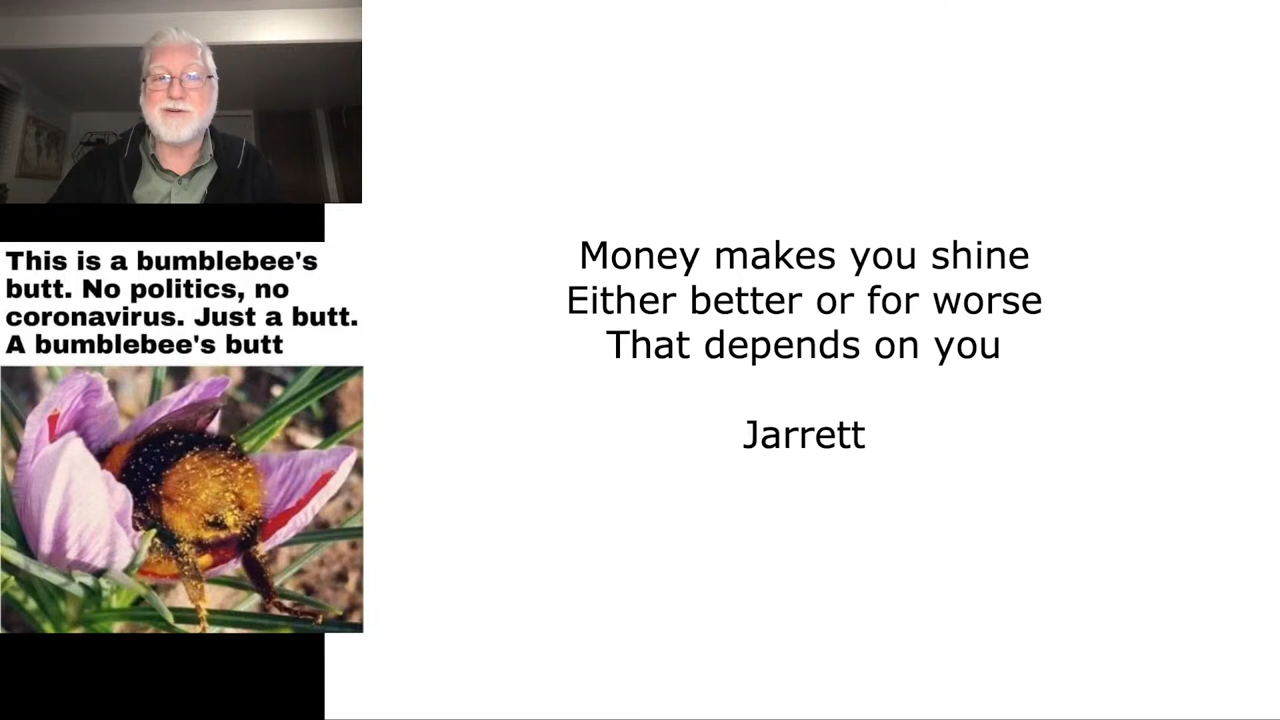 This is a bumblebee's
butt. No politics, no
coronavirus. Just a butt.
A bumblebee's butt
Money makes you shine
Either better or for worse
That depends on you
Jarrett